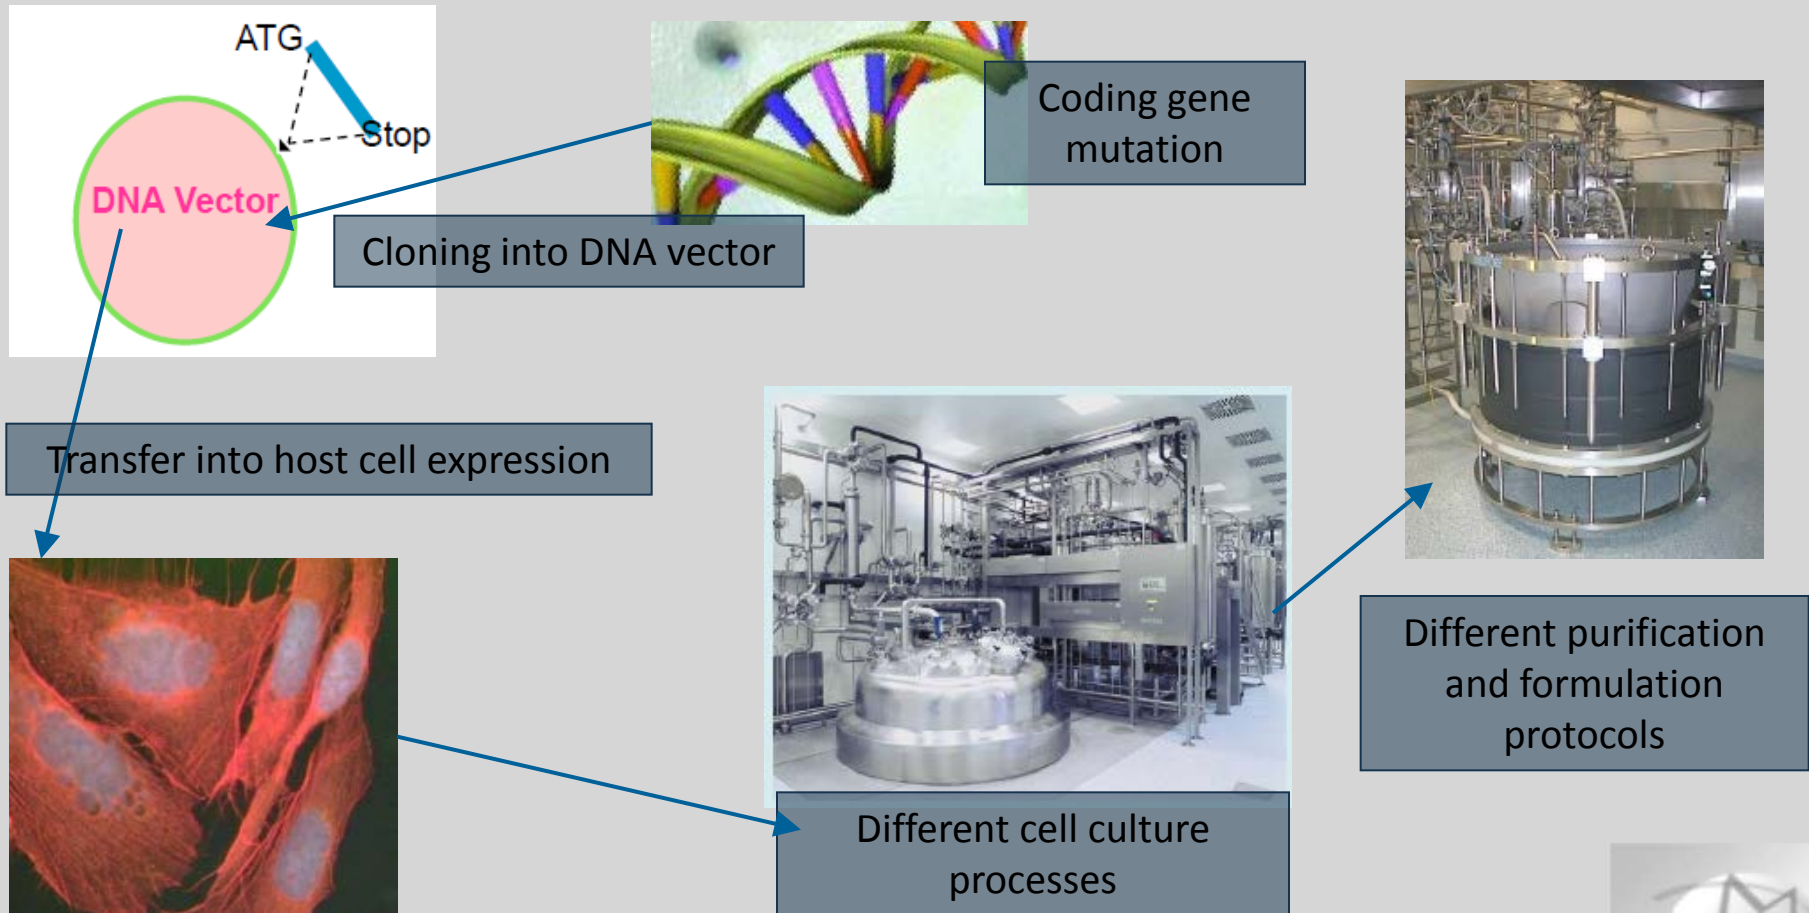 ATG
Stop
DNA Vector
Coding gene
mutation
Cloning into DNA vector
Transfer into host cell expression
Different cell culture
processes
Different purification
and formulation
protocols